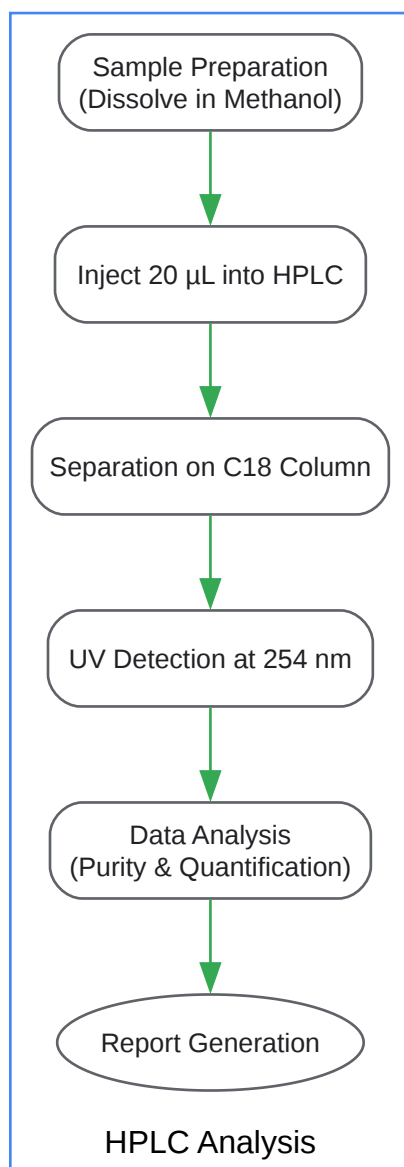 Sample Preparation
(Dissolve in Methanol)
Inject 20 µL into HPLC
Separation on C18 Column
UV Detection at 254 nm
Data Analysis
(Purity & Quantification)
Report Generation
HPLC Analysis